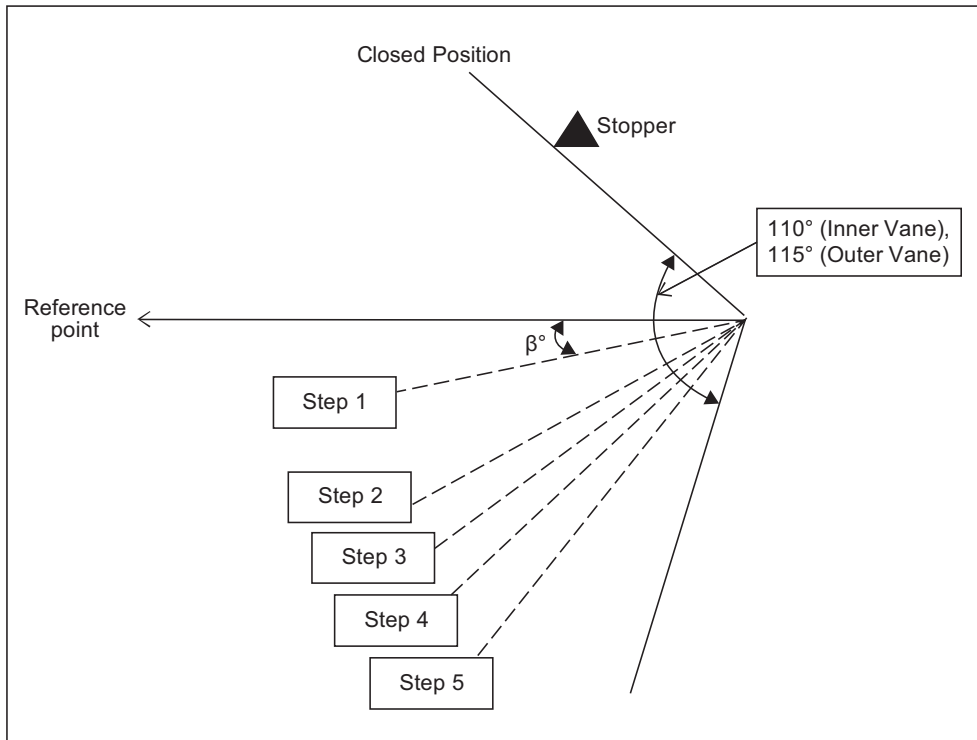 Closed Position
Stopper
110° (Inner Vane),
115° (Outer Vane)
Reference
point
β°
Step 1
Step 2
Step 3
Step 4
Step 5